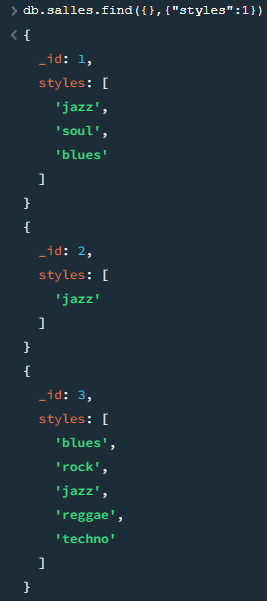 > db.salles.find({},{"styles":1})
< {
_id: 1,
styles: [
'jazz',
'soul',
'blues'
]
}
{
_id: 2,
styles: [
'jazz'
]
}
{
_id: 3,
styles: [
'blues',
'rock',
'jazz',
'reggae',
'techno'
]
}